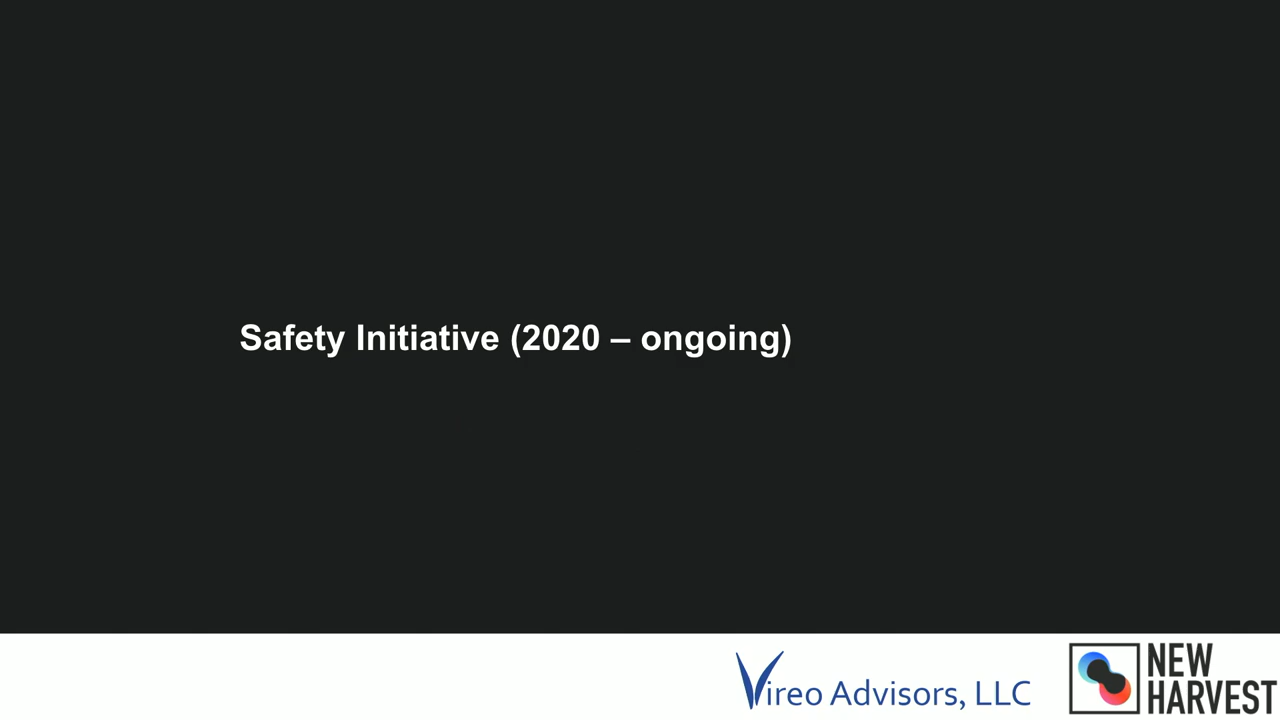 Safety Initiative (2020 – ongoing)
Vireo Advisors, LLC
NEW
HARVEST